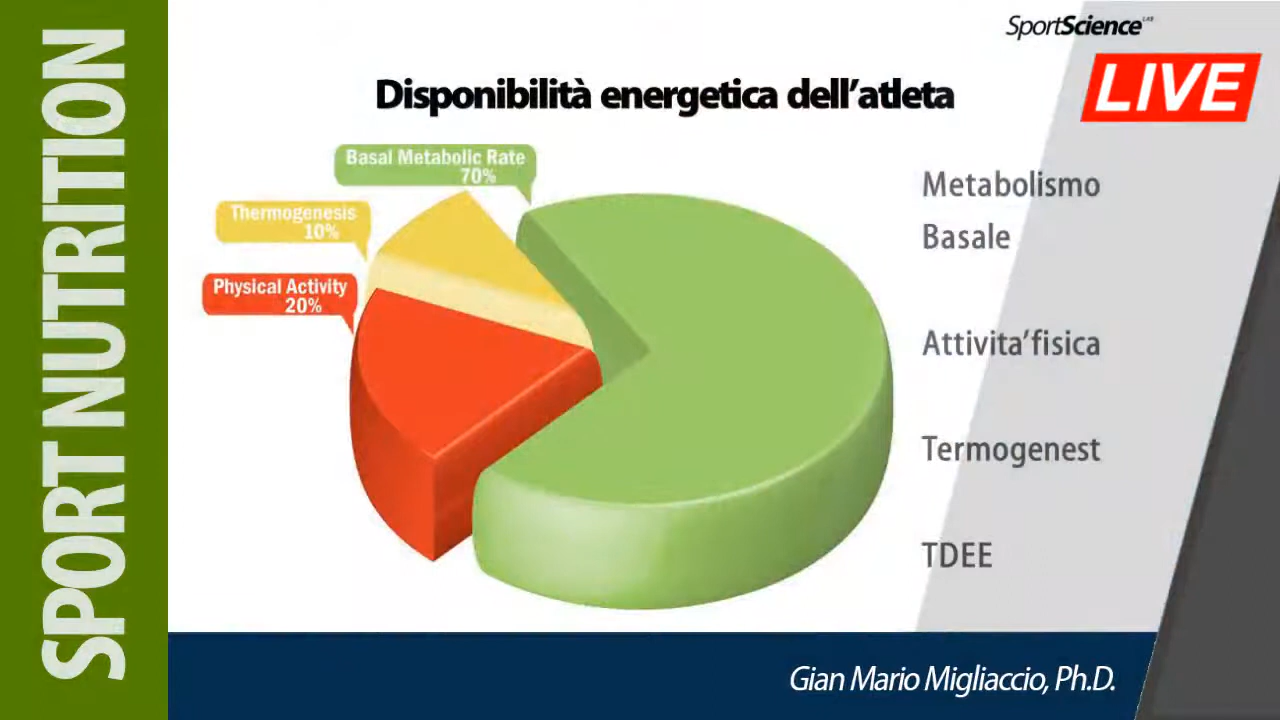 SPORT NUTRITION
SportScience LAB
LIVE
Disponibilità energetica dell'atleta
Basal Metabolic Rate
70%
Thermogenesis
10%
Physical Activity
20%
Metabolismo
Basale
Attivita'fisica
Termogenest
TDEE
Gian Mario Migliaccio, Ph.D.